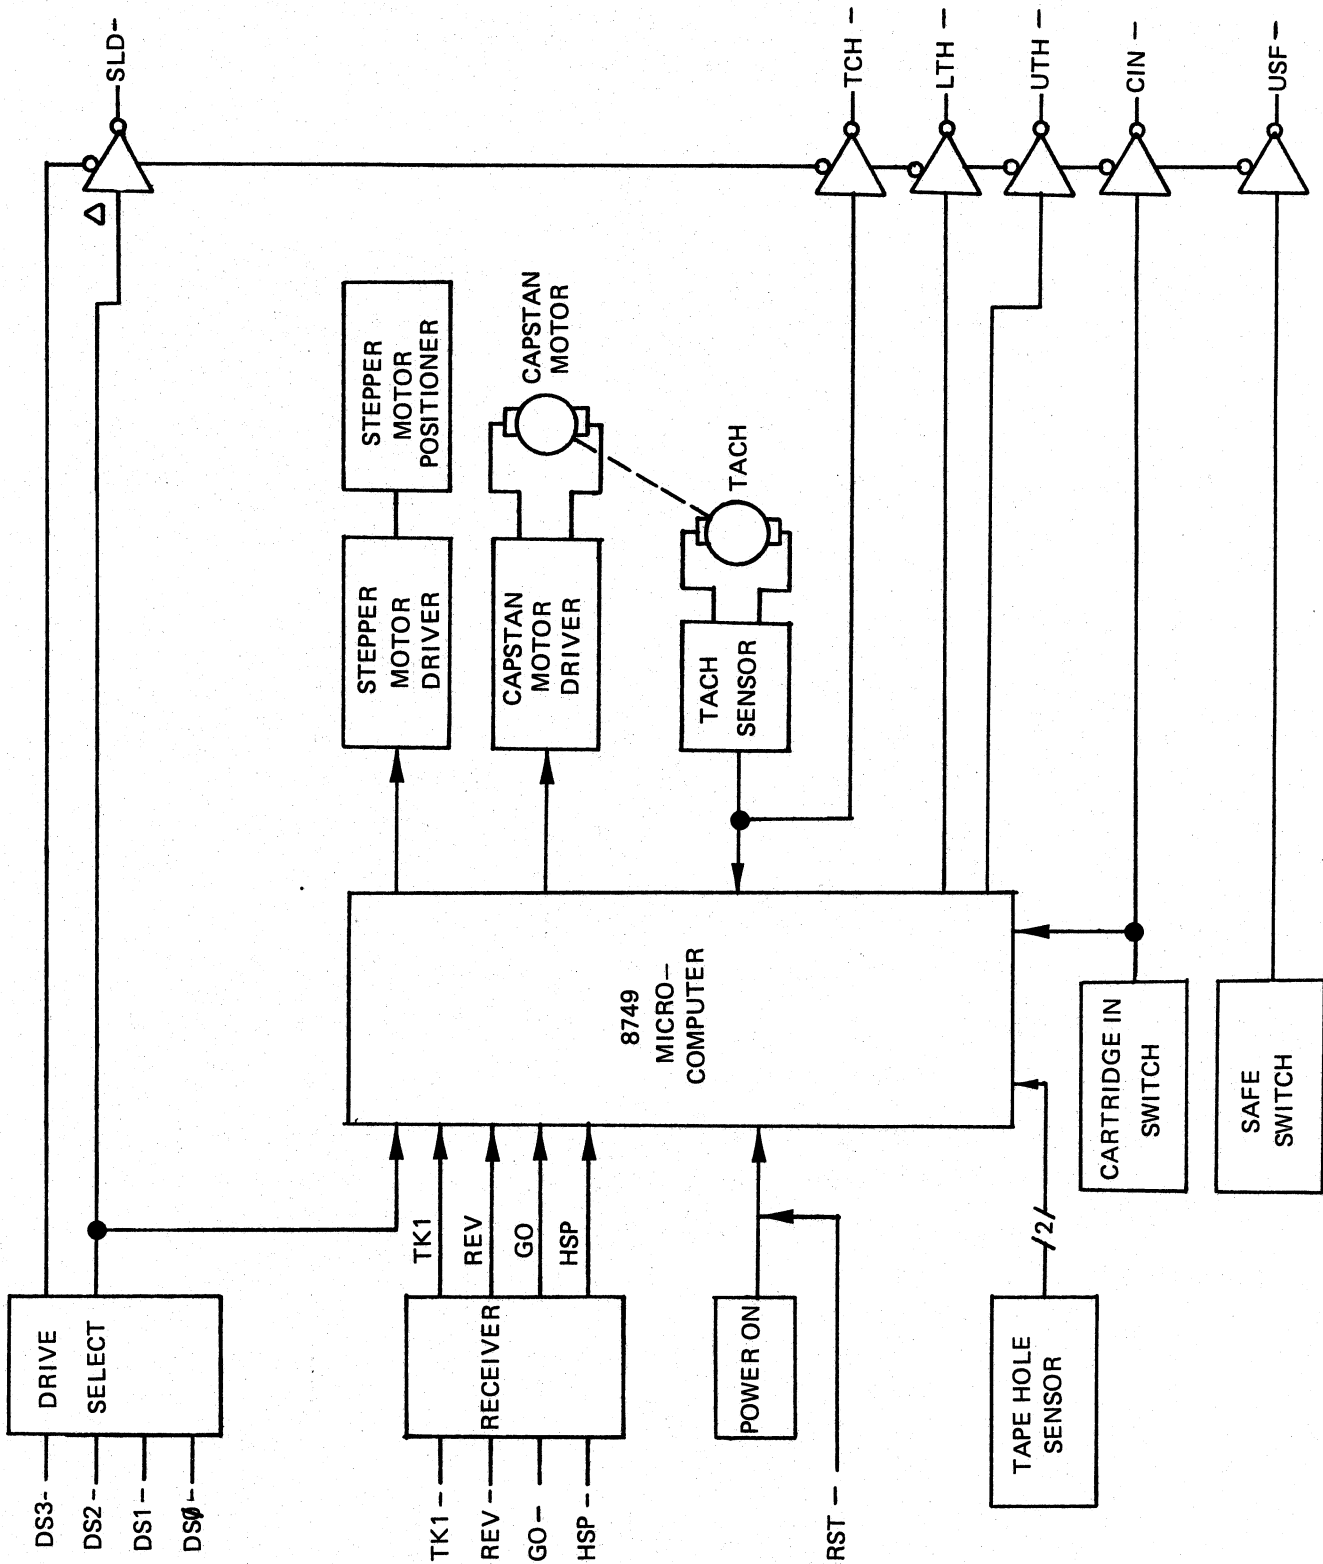 DS3-
DS2-
DS1-
DSØ-
DRIVE
SELECT
Δ
SLD-
TK1-
REV-
GO-
HSP-
RECEIVER
TK1
REV
GO
HSP
STEPPER
MOTOR
DRIVER
STEPPER
MOTOR
POSITIONER
CAPSTAN
MOTOR
DRIVER
CAPSTAN
MOTOR
TACH
SENSOR
TACH
8749
MICRO-
COMPUTER
POWER ON
RST-
TAPE HOLE
SENSOR
/2/
CARTRIDGE IN
SWITCH
SAFE
SWITCH
TCH-
LTH-
UTH-
CIN-
USF-